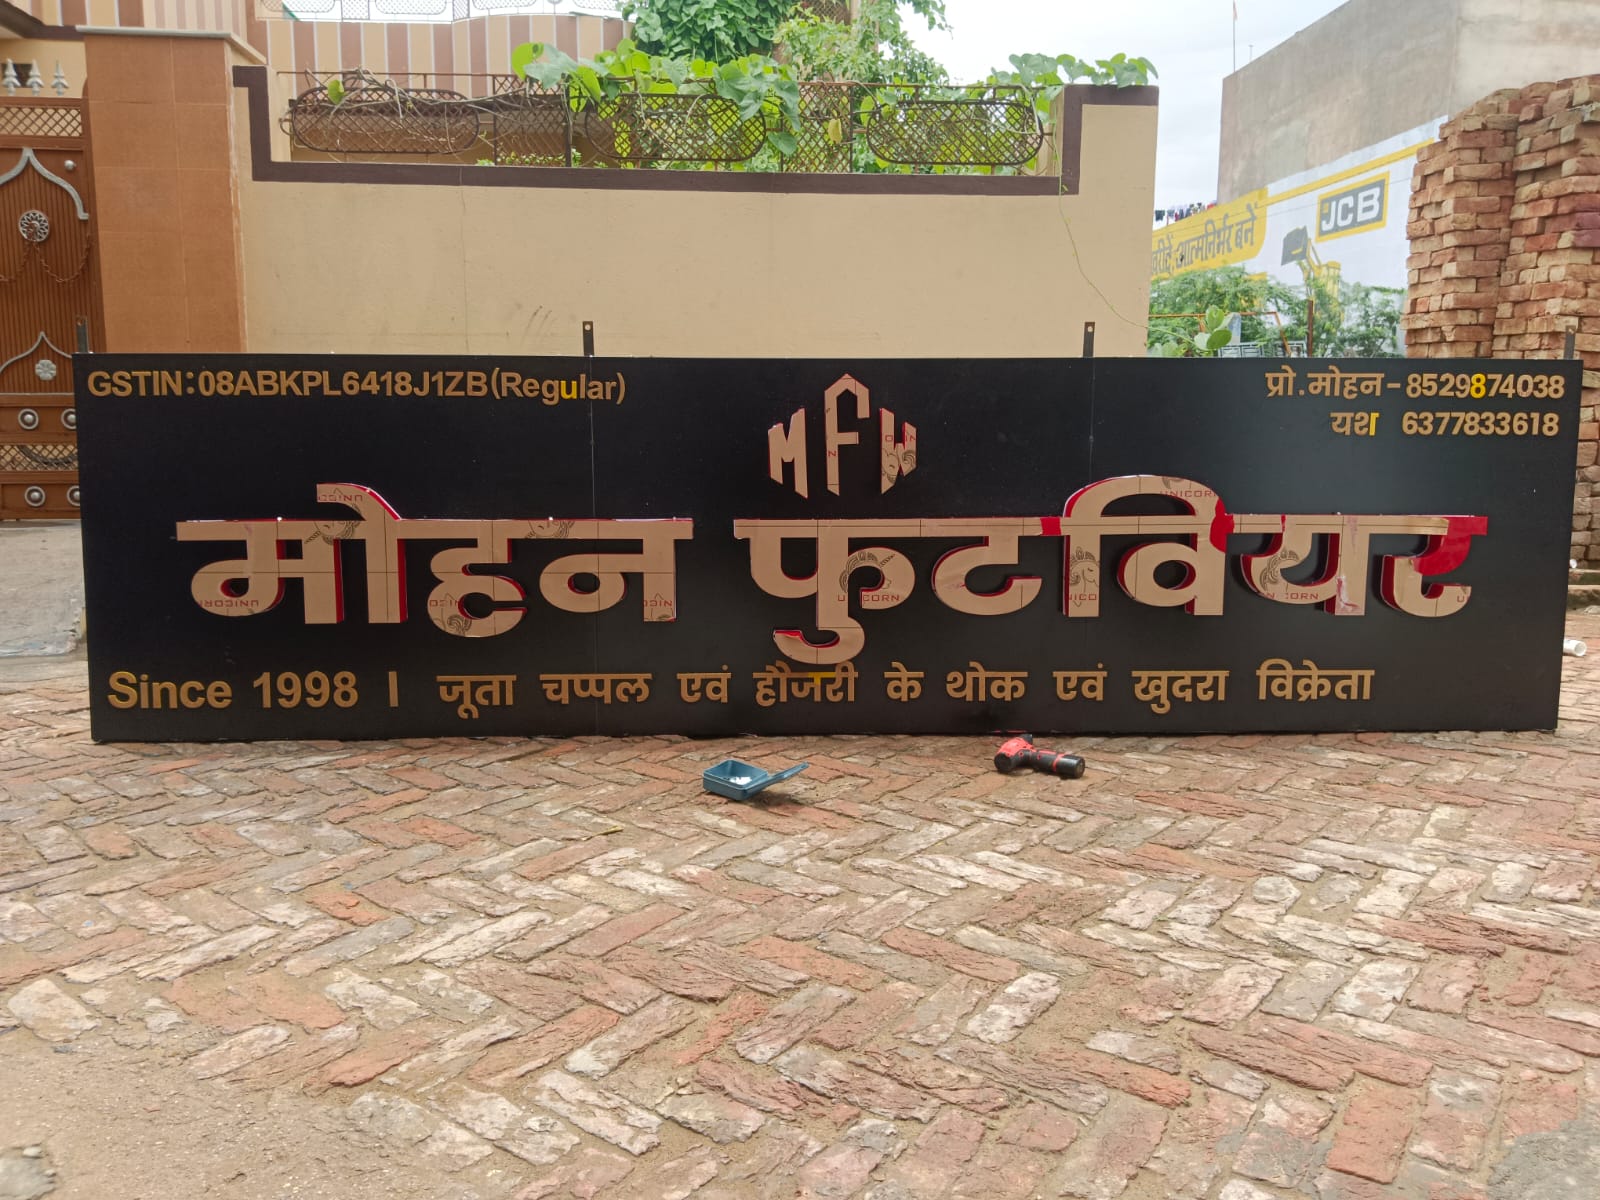 GSTIN:08ABKPL6418J1ZB(Regular)
प्रो.मोहन-8529874038
यश 6377833618
MFW
मोहन फुटवियर
Since 1998 | जूता चप्पल एवं हौजरी के थोक एवं खुदरा विक्रेता
JCB
आत्मनिर्भर बनें